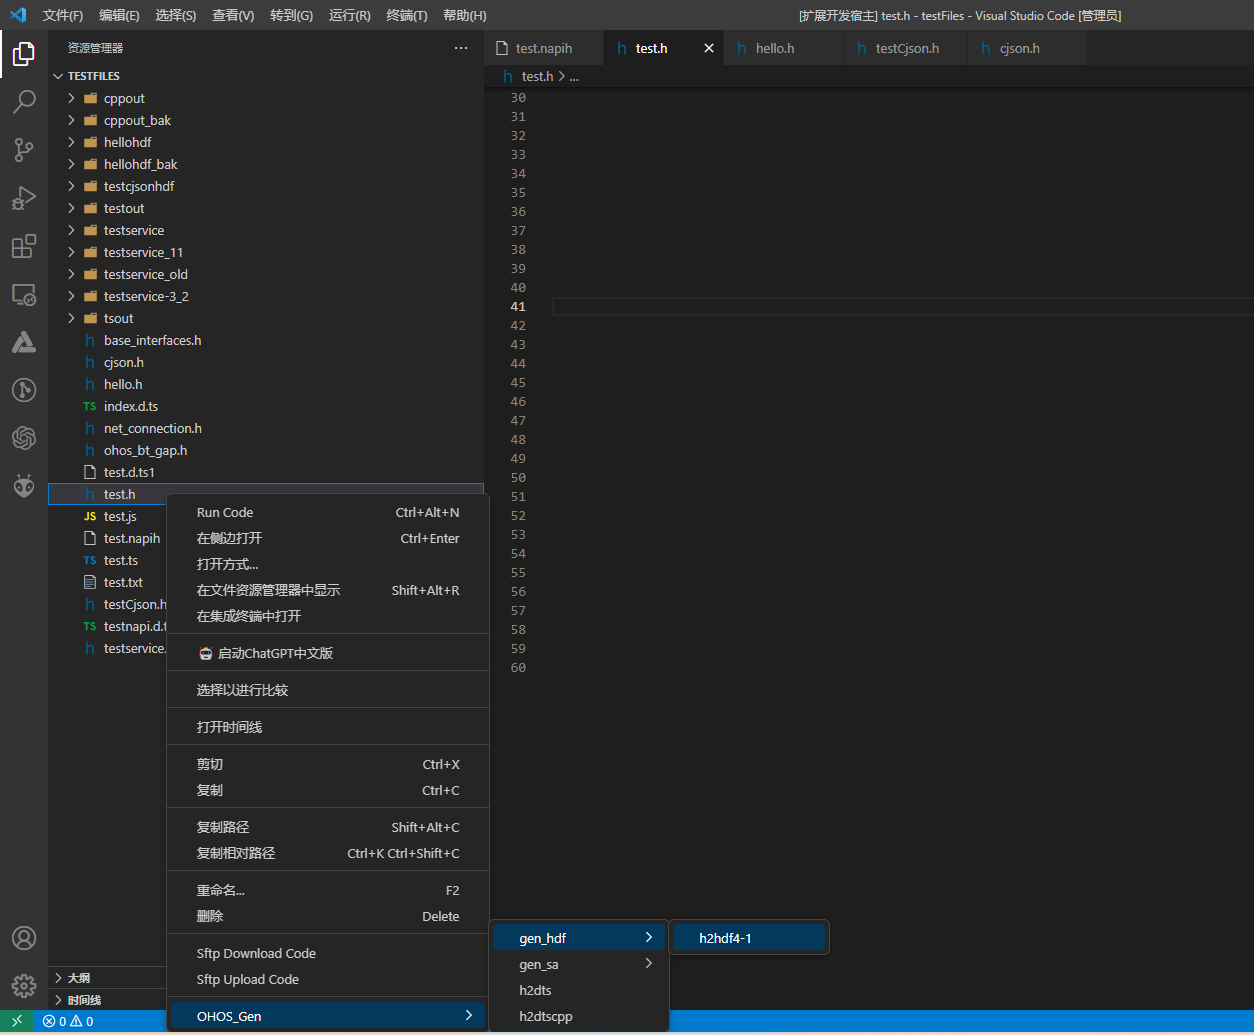 文件(F) 编辑(E) 选择(S) 查看(V) 转到(G) 运行(R) 终端(T) 帮助(H) [扩展开发宿主] test.h - testFiles - Visual Studio Code [管理员]
资源管理器
test.napih test.h hello.h testCjson.h cjson.h
TESTFILES
test.h > ...
cppout
cppout_bak
hellohdf
hellohdf_bak
testcjsonhdf
testout
testservice
testservice_11
testservice_old
testservice-3_2
tsout
h base_interfaces.h
h cjson.h
h hello.h
TS index.d.ts
h net_connection.h
h ohos_bt_gap.h
test.d.ts1
h test.h
JS test.js
test.napih
TS test.ts
test.txt
h testCjson.h
TS testnapi.d.t
h testservice.
大纲
时间线
0 0
30
31
32
33
34
35
36
37
38
39
40
41
42
43
44
45
46
47
48
49
50
51
52
53
54
55
56
57
58
59
60
Run Code Ctrl+Alt+N
在侧边打开 Ctrl+Enter
打开方式...
在文件资源管理器中显示 Shift+Alt+R
在集成终端中打开
启动ChatGPT中文版
选择以进行比较
打开时间线
剪切 Ctrl+X
复制 Ctrl+C
复制路径 Shift+Alt+C
复制相对路径 Ctrl+K Ctrl+Shift+C
重命名... F2
删除 Delete
Sftp Download Code
Sftp Upload Code
OHOS_Gen
gen_hdf
gen_sa
h2dts
h2dtscpp
h2hdf4-1